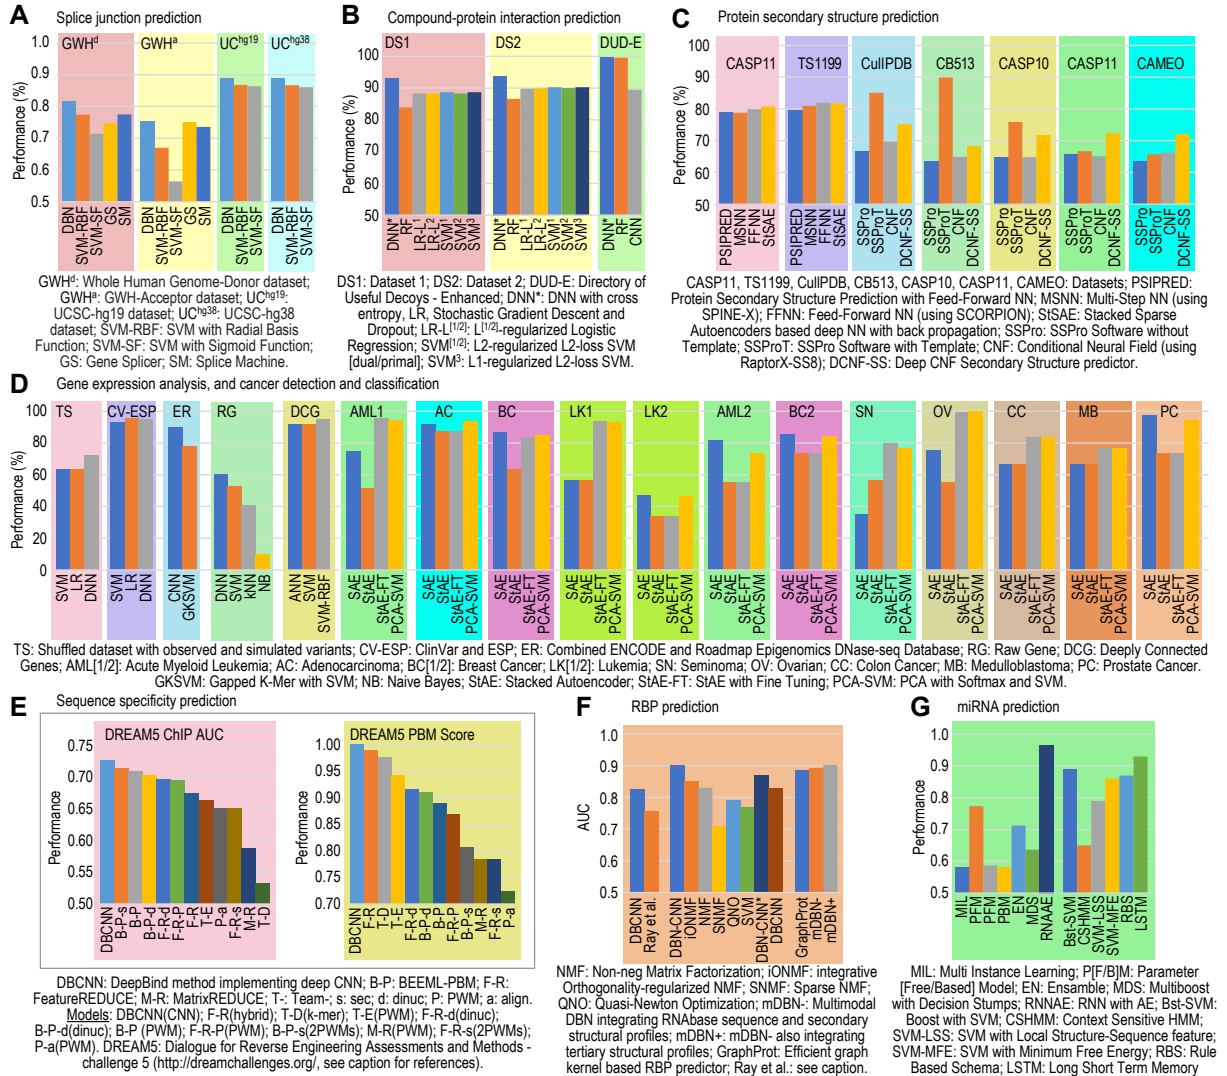 A Splice junction prediction
Performance (%)
1.0
0.9
0.8
0.7
0.6
0.5
GWHᵈ
GWHᵃ
UCʰᵍ¹⁹
UCʰᵍ³⁸
DBN
SVM-RBF
SVM-SF
GS
SM
DBN
SVM-RBF
SVM-SF
GS
SM
DBN
SVM-RBF
SVM-SF
DBN
SVM-RBF
SVM-SF
GWHᵈ: Whole Human Genome-Donor dataset;
GWHᵃ: GWH-Acceptor dataset; UCʰᵍ¹⁹:
UCSC-hg19 dataset; UCʰᵍ³⁸: UCSC-hg38
dataset; SVM-RBF: SVM with Radial Basis
Function; SVM-SF: SVM with Sigmoid Function;
GS: Gene Splicer; SM: Splice Machine.
B Compound-protein interaction prediction
Performance (%)
100
90
80
70
60
50
DS1
DS2
DUD-E
DNN*
RF
LR-L¹
LR-L²
SVM¹
SVM²
SVM³
DNN*
RF
LR-L¹
LR-L²
SVM¹
SVM²
SVM³
DNN*
RF
CNN
DS1: Dataset 1; DS2: Dataset 2; DUD-E: Directory of
Useful Decoys - Enhanced; DNN*: DNN with cross
entropy, LR, Stochastic Gradient Descent and
Dropout; LR-L[¹/²]: L[¹/²]-regularized Logistic
Regression; SVM[¹/²]: L2-regularized L2-loss SVM
[dual/primal]; SVM³: L1-regularized L2-loss SVM.
C Protein secondary structure prediction
Performance (%)
100
90
80
70
60
50
CASP11
TS1199
CullPDB
CB513
CASP10
CASP11
CAMEO
PSIPRED
MSNN
FFNN
StSAE
PSIPRED
MSNN
FFNN
StSAE
SSPro
SSProT
CNF
DCNF-SS
SSPro
SSProT
CNF
DCNF-SS
SSPro
SSProT
CNF
DCNF-SS
SSPro
SSProT
CNF
DCNF-SS
SSPro
SSProT
CNF
DCNF-SS
CASP11, TS1199, CullPDB, CB513, CASP10, CASP11, CAMEO: Datasets; PSIPRED:
Protein Secondary Structure Prediction with Feed-Forward NN; MSNN: Multi-Step NN (using
SPINE-X); FFNN: Feed-Forward NN (using SCORPION); StSAE: Stacked Sparse
Autoencoders based deep NN with back propagation; SSPro: SSPro Software without
Template; SSProT: SSPro Software with Template; CNF: Conditional Neural Field (using
RaptorX-SS8); DCNF-SS: Deep CNF Secondary Structure predictor.
D Gene expression analysis, and cancer detection and classification
Performance (%)
100
80
60
40
20
0
TS
CV-ESP
ER
RG
DCG
AML1
AC
BC
LK1
LK2
AML2
BC2
SN
OV
CC
MB
PC
SVM
LR
DNN
SVM
LR
DNN
CNN
GKSVM
DNN
SVM
kNN
NB
ANN
SVM
SVM-RBF
SAE
StAE
StAE-FT
PCA-SVM
SAE
StAE
StAE-FT
PCA-SVM
SAE
StAE
StAE-FT
PCA-SVM
SAE
StAE
StAE-FT
PCA-SVM
SAE
StAE
StAE-FT
PCA-SVM
SAE
StAE
StAE-FT
PCA-SVM
SAE
StAE
StAE-FT
PCA-SVM
SAE
StAE
StAE-FT
PCA-SVM
SAE
StAE
StAE-FT
PCA-SVM
SAE
StAE
StAE-FT
PCA-SVM
SAE
StAE
StAE-FT
PCA-SVM
SAE
StAE
StAE-FT
PCA-SVM
TS: Shuffled dataset with observed and simulated variants; CV-ESP: ClinVar and ESP; ER: Combined ENCODE and Roadmap Epigenomics DNase-seq Database; RG: Raw Gene; DCG: Deeply Connected
Genes; AML[1/2]: Acute Myeloid Leukemia; AC: Adenocarcinoma; BC[1/2]: Breast Cancer; LK[1/2]: Lukemia; SN: Seminoma; OV: Ovarian; CC: Colon Cancer; MB: Medulloblastoma; PC: Prostate Cancer.
GKSVM: Gapped K-Mer with SVM; NB: Naive Bayes; StAE: Stacked Autoencoder; StAE-FT: StAE with Fine Tuning; PCA-SVM: PCA with Softmax and SVM.
E Sequence specificity prediction
Performance
0.75
0.70
0.65
0.60
0.55
0.50
DREAM5 ChIP AUC
DBCNN
B-P-s
B-P
B-P-d
F-R-d
F-R-P
F-R
T-E
P-a
F-R-s
M-R
T-D
Performance
1.00
0.95
0.90
0.85
0.80
0.75
0.70
DREAM5 PBM Score
DBCNN
F-R
T-D
T-E
F-R-d
B-P-d
B-P
F-R-P
B-P-s
M-R
F-R-s
P-a
DBCNN: DeepBind method implementing deep CNN; B-P: BEEML-PBM; F-R:
FeatureREDUCE; M-R: MatrixREDUCE; T-: Team-; s: sec; d: dinuc; P: PWM; a: align.
Models: DBCNN(CNN); F-R(hybrid); T-D(k-mer); T-E(PWM); F-R-d(dinuc);
B-P-d(dinuc); B-P (PWM); F-R-P(PWM); B-P-s(2PWMs); M-R(PWM); F-R-s(2PWMs);
P-a(PWM). DREAM5: Dialogue for Reverse Engineering Assessments and Methods -
challenge 5 (http://dreamchallenges.org/, see caption for references).
F RBP prediction
AUC
1.0
0.9
0.8
0.7
0.6
0.5
DBCNN
Ray et al.
DBN-CNN
iONMF
NMF
SNMF
QNO
SVM
DBN-CNN*
DBCNN
GraphProt
mDBN-
mDBN+
NMF: Non-neg Matrix Factorization; iONMF: integrative
Orthogonality-regularized NMF; SNMF: Sparse NMF;
QNO: Quasi-Newton Optimization; mDBN-: Multimodal
DBN integrating RNAbase sequence and secondary
structural profiles; mDBN+: mDBN- also integrating
tertiary structural profiles; GraphProt: Efficient graph
kernel based RBP predictor; Ray et al.: see caption.
G miRNA prediction
Performance
1.0
0.9
0.8
0.7
0.6
0.5
MIL
PFM
PFM
PBM
EN
MDS
RNAAE
Bst-SVM
CSHMM
SVM-LSS
SVM-MFE
RBS
LSTM
MIL: Multi Instance Learning; P[F/B]M: Parameter
[Free/Based] Model; EN: Ensemble; MDS: Multiboost
with Decision Stumps; RNNAE: RNN with AE; Bst-SVM:
Boost with SVM; CSHMM: Context Sensitive HMM;
SVM-LSS: SVM with Local Structure-Sequence feature;
SVM-MFE: SVM with Minimum Free Energy; RBS: Rule
Based Schema; LSTM: Long Short Term Memory